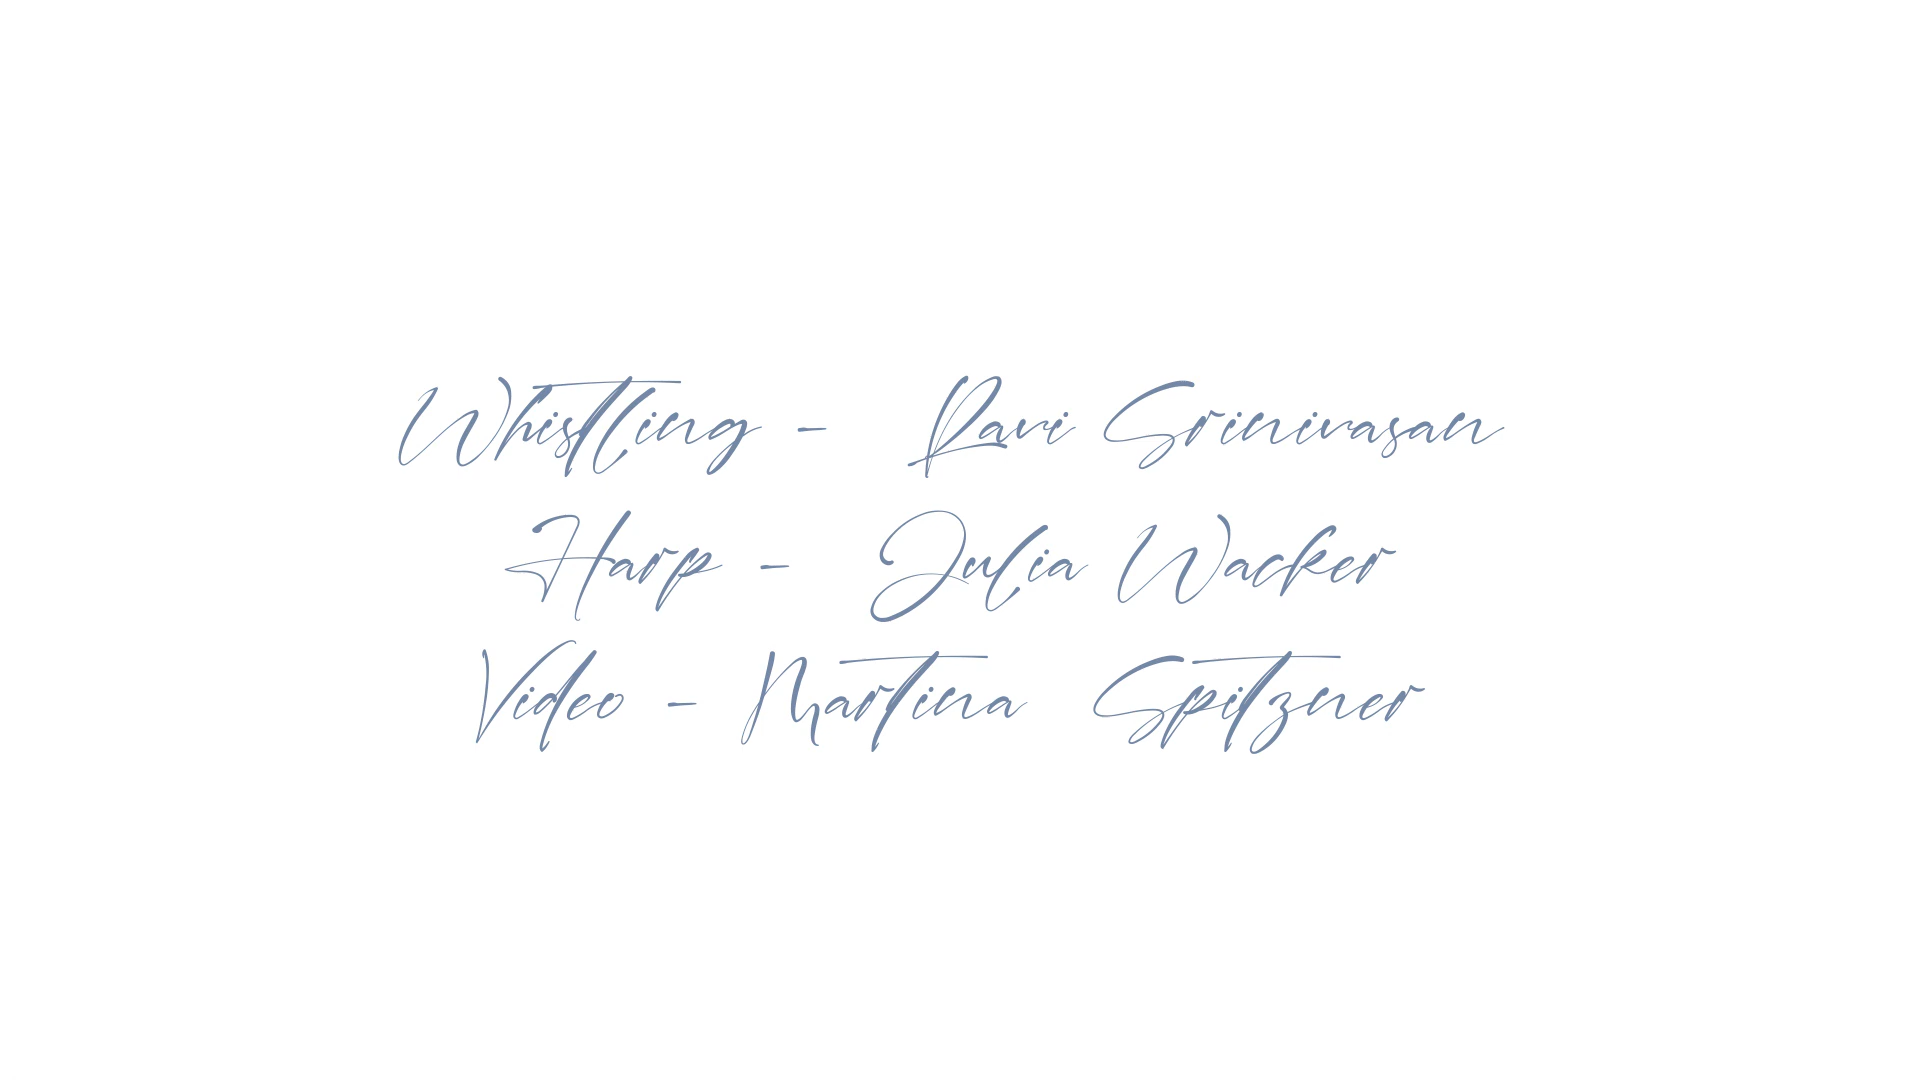 Whistling - Ravi Srinivasan
Harp - Julia Wacker
Video - Martina Spitzner